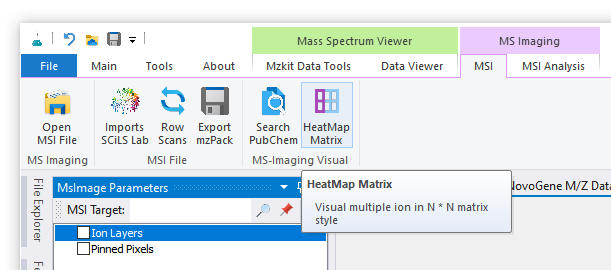 Mass Spectrum Viewer
MS Imaging
File
Main
Tools
About
Mzkit Data Tools
Data Viewer
MSI
MSI Analysis
Open
MSI File
Imports
SCiLS Lab
Row
Scans
Export
mzPack
Search
PubChem
HeatMap
Matrix
MS Imaging
MSI File
MS-Imaging Visual
File Explorer
MsImage Parameters
MSI Target:
Ion Layers
Pinned Pixels
HeatMap Matrix
Visual multiple ion in N * N matrix
style
NovoGene M/Z Data